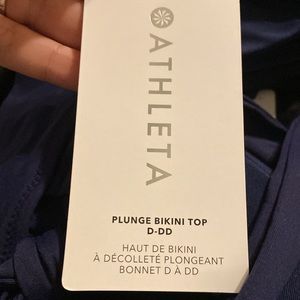 ATHLETA
PLUNGE BIKINI TOP
D-DD
HAUT DE BIKINI
À DÉCOLLETÉ PLONGEANT
BONNET D À DD